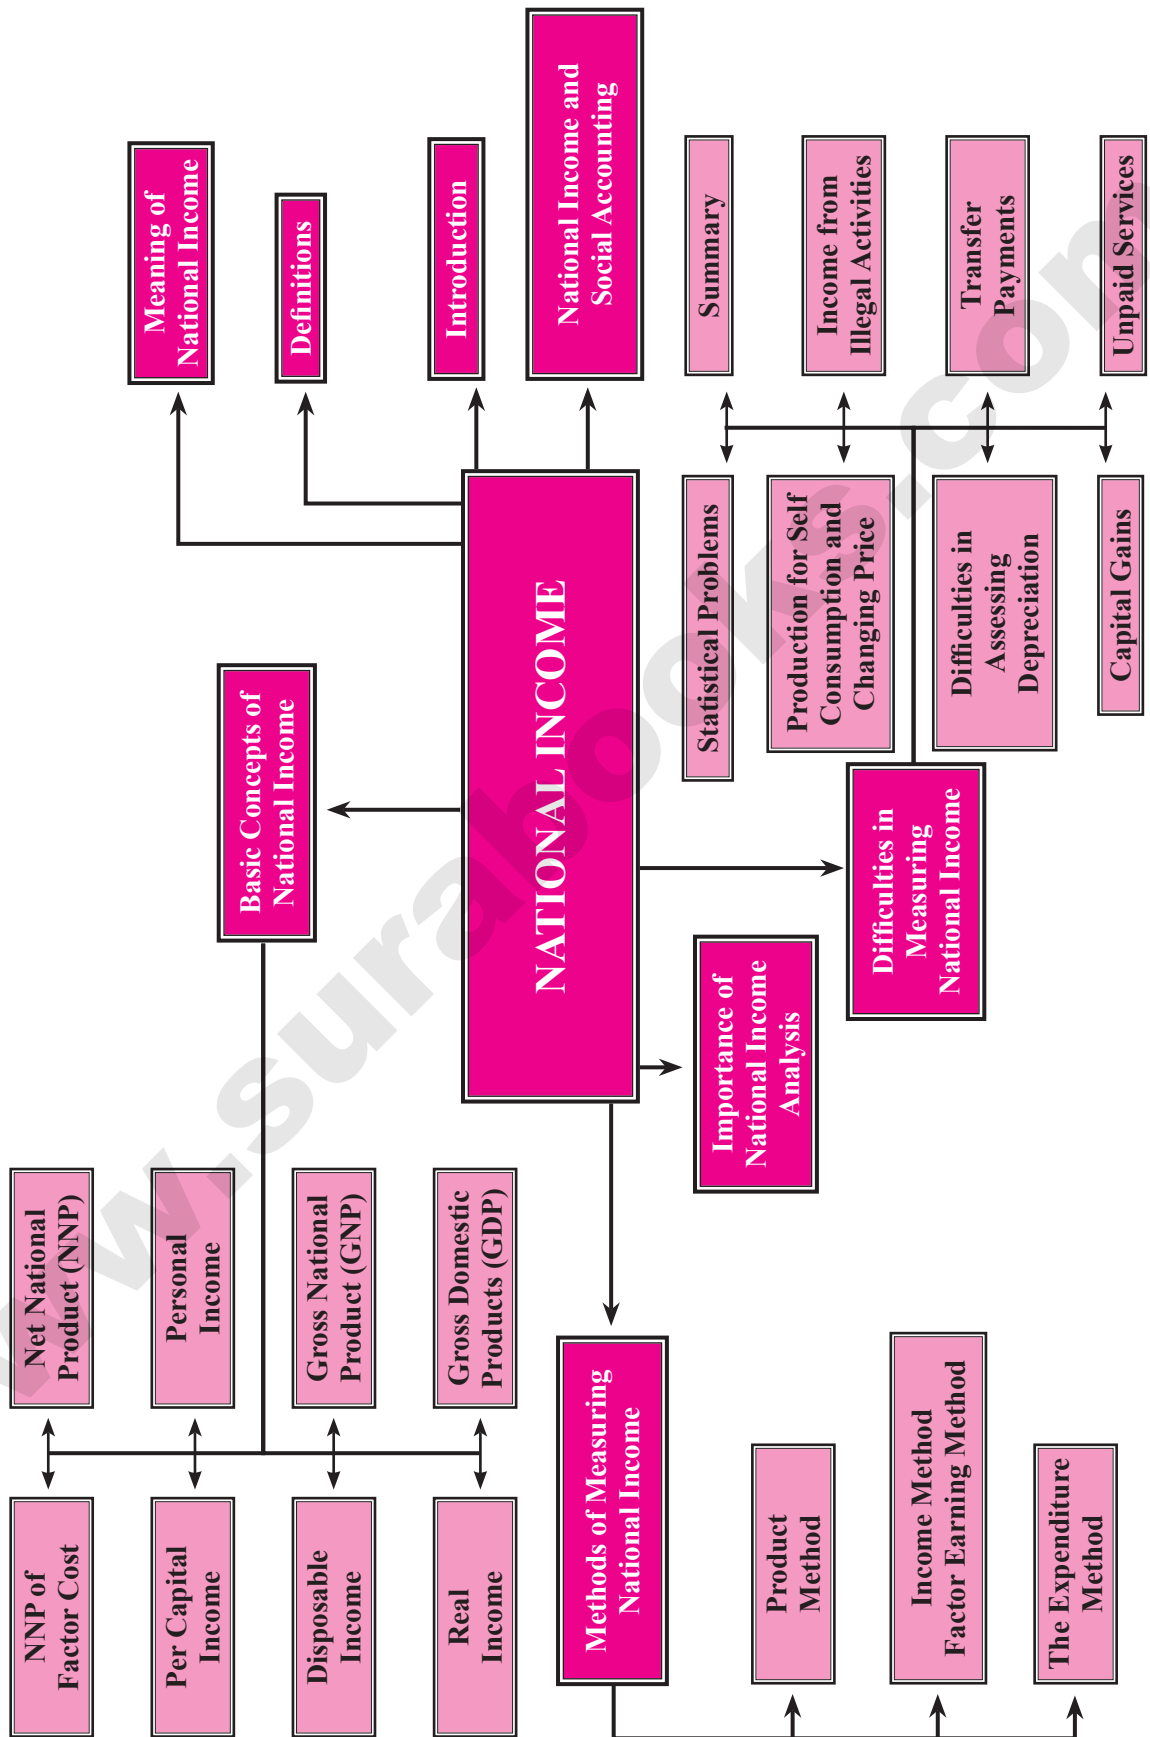 NATIONAL INCOME
Meaning of
National Income
Definitions
Introduction
National Income and
Social Accounting
Basic Concepts of
National Income
NNP of
Factor Cost
Net National
Product (NNP)
Per Capital
Income
Personal
Income
Disposable
Income
Gross National
Product (GNP)
Real
Income
Gross Domestic
Products (GDP)
Methods of Measuring
National Income
Product
Method
Income Method
Factor Earning Method
The Expenditure
Method
Importance of
National Income
Analysis
Difficulties in
Measuring
National Income
Statistical Problems
Summary
Production for Self
Consumption and
Changing Price
Income from
Illegal Activities
Difficulties in
Assessing
Depreciation
Transfer
Payments
Capital Gains
Unpaid Services
w.surabooks.com